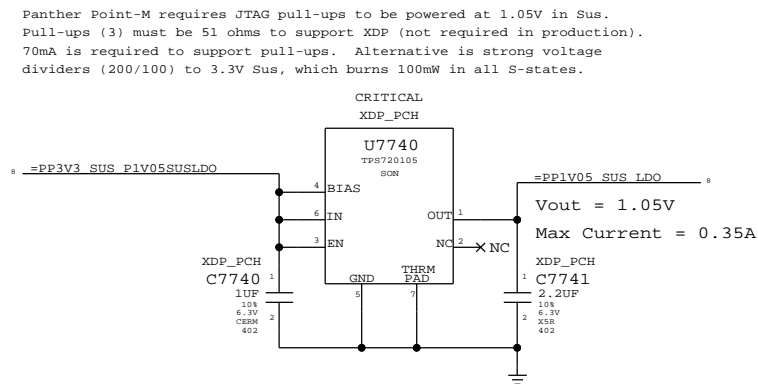 Panther Point-M requires JTAG pull-ups to be powered at 1.05V in Sus.
Pull-ups (3) must be 51 ohms to support XDP (not required in production).
70mA is required to support pull-ups.  Alternative is strong voltage
dividers (200/100) to 3.3V Sus, which burns 100mW in all S-states.
CRITICAL
XDP_PCH
U7740
TPS720105
SON
8 =PP3V3_SUS_P1V05SUSLDO
=PP1V05_SUS_LDO 8
4 BIAS
6 IN
OUT 1
3 EN
NC 2 NC
Vout = 1.05V
Max Current = 0.35A
GND
THRM
PAD
5
7
XDP_PCH
C7740 1
1UF
10%
6.3V
CERM
402
2
XDP_PCH
1 C7741
2.2UF
10%
6.3V
X5R
402
2